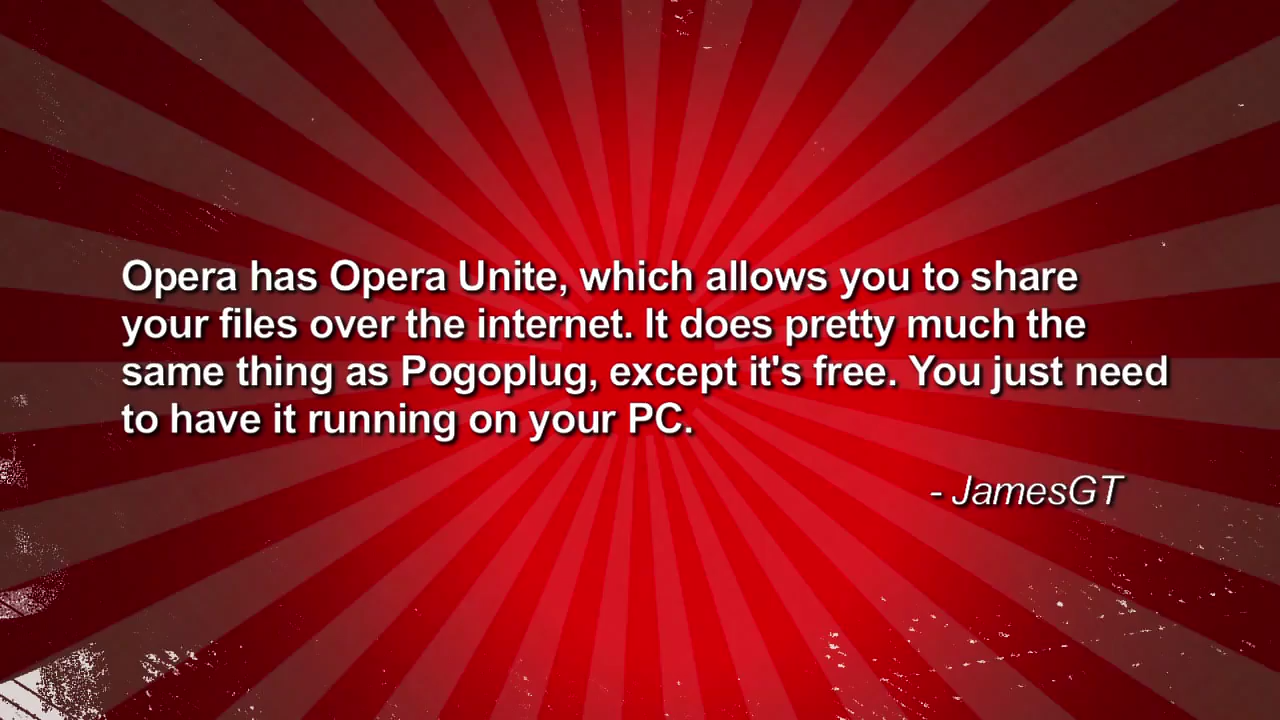 Opera has Opera Unite, which allows you to share
your files over the internet. It does pretty much the
same thing as Pogoplug, except it's free. You just need
to have it running on your PC.
- JamesGT